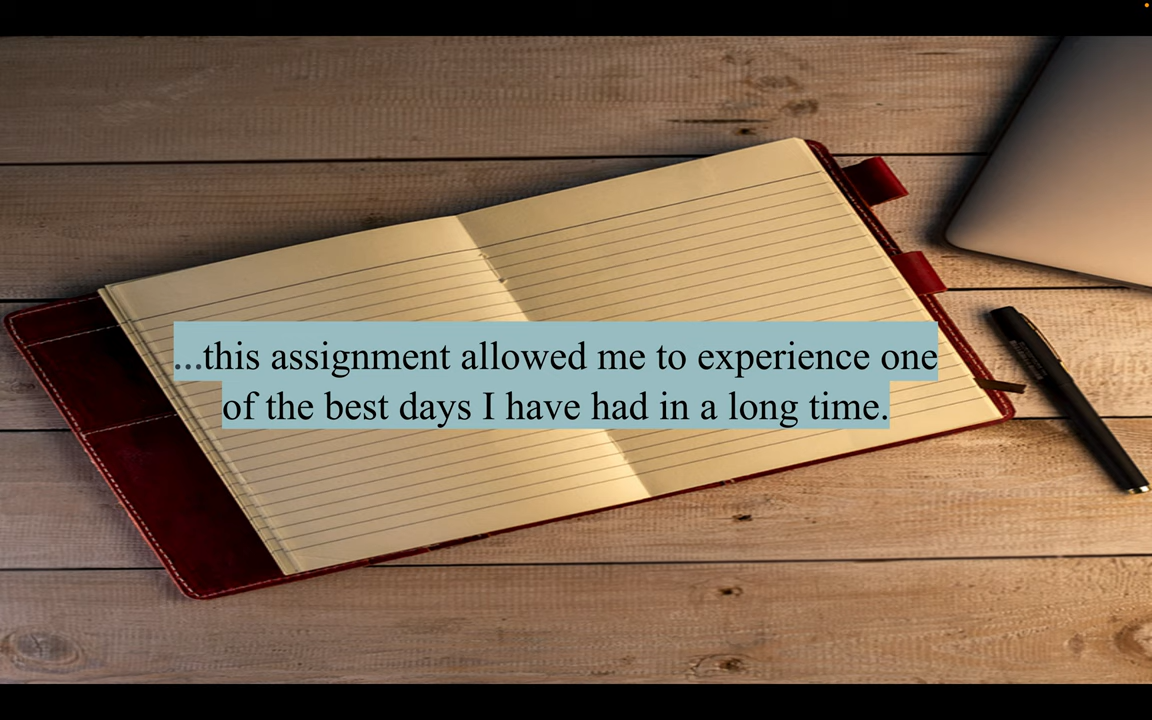 ...this assignment allowed me to experience one
of the best days I have had in a long time.